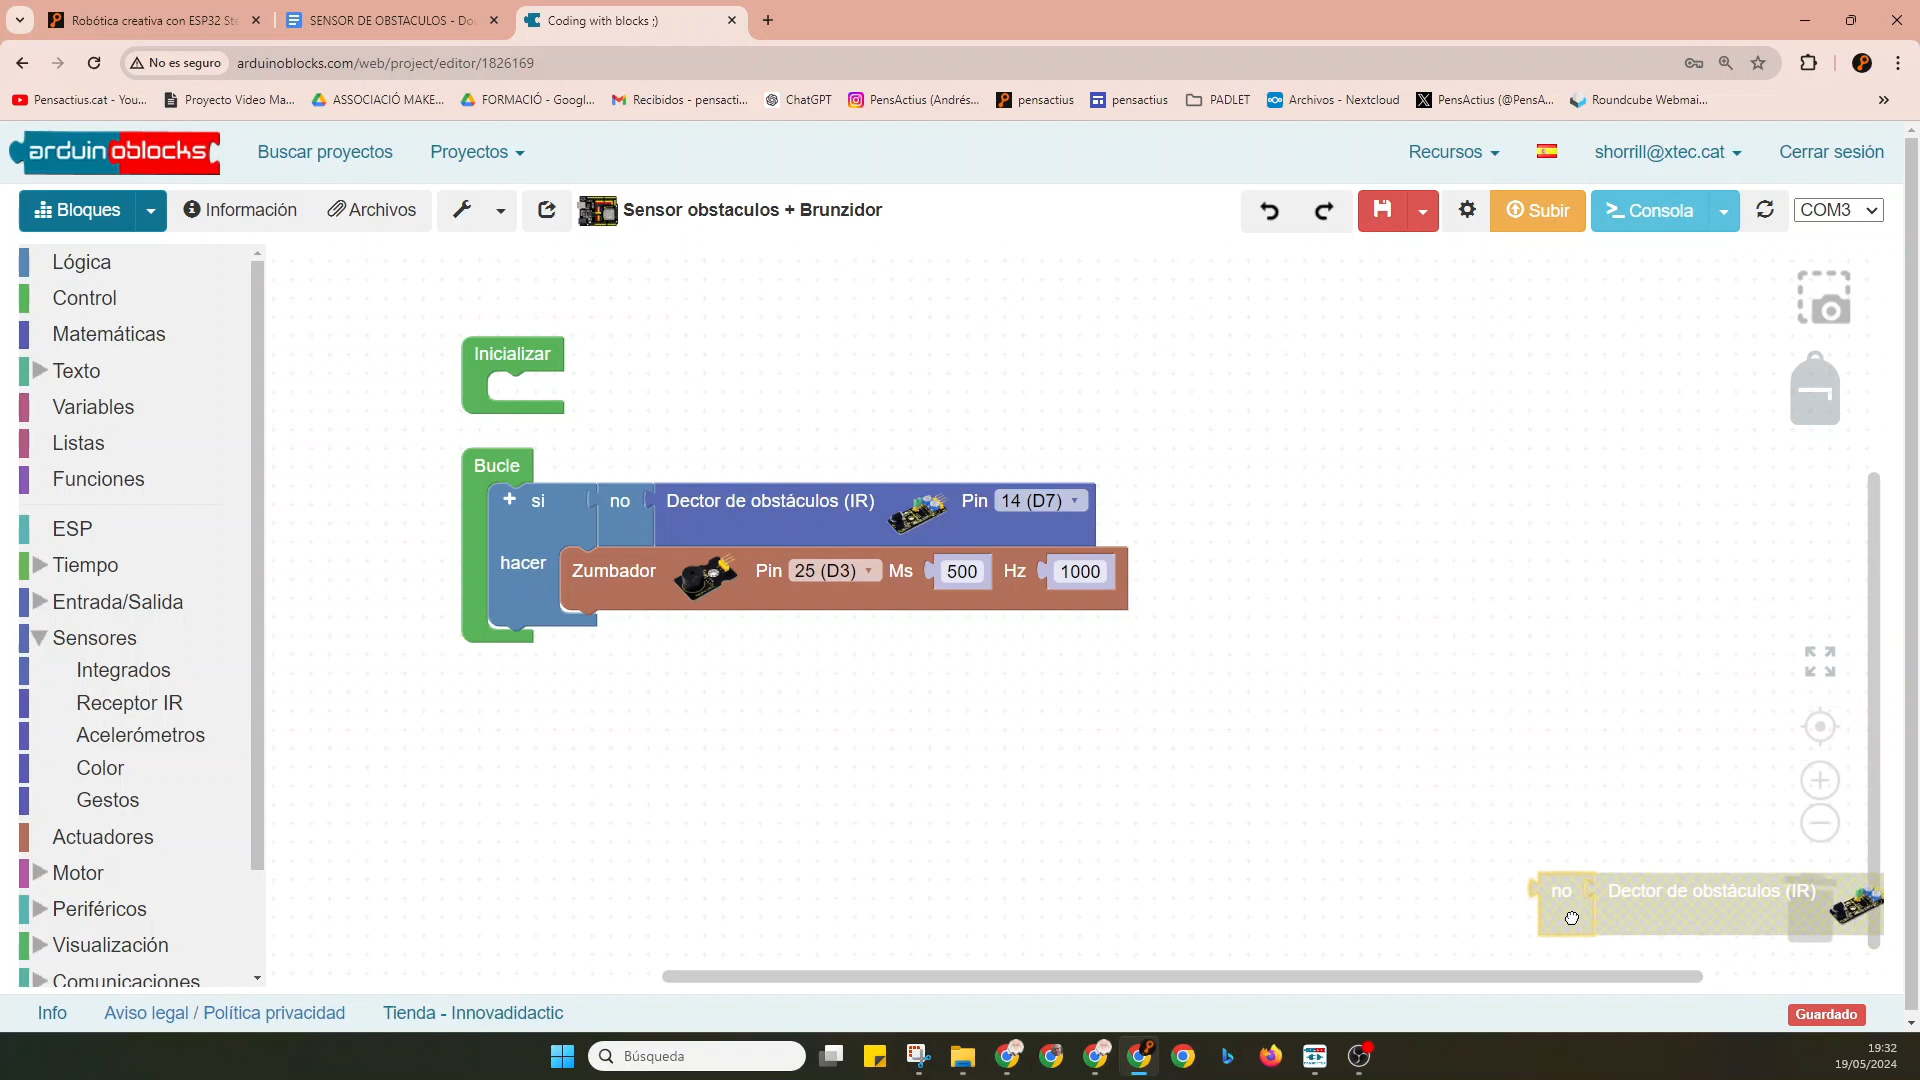 Robótica creativa con ESP32 Ste
SENSOR DE OBSTACULOS - Do
Coding with blocks ;)
No es seguro
arduinoblocks.com/web/project/editor/1826169
Pensactius.cat - You...
Proyecto Video Ma...
ASSOCIACIÓ MAKE...
FORMACIÓ - Googl...
Recibidos - pensacti...
ChatGPT
PensActius (Andrés...
pensactius
pensactius
PADLET
Archivos - Nextcloud
PensActius (@PensA...
Roundcube Webmai...
arduinoblocks
Buscar proyectos
Proyectos
Recursos
shorrill@xtec.cat
Cerrar sesión
Bloques
Información
Archivos
Sensor obstaculos + Brunzidor
Subir
Consola
COM3
Lógica
Control
Matemáticas
Texto
Variables
Listas
Funciones
ESP
Tiempo
Entrada/Salida
Sensores
Integrados
Receptor IR
Acelerómetros
Color
Gestos
Actuadores
Motor
Periféricos
Visualización
Comunicaciones
Inicializar
Bucle
+ si no Dector de obstáculos (IR) Pin 14 (D7)
hacer Zumbador Pin 25 (D3) Ms 500 Hz 1000
no Dector de obstáculos (IR)
Info
Aviso legal / Política privacidad
Tienda - Innovadidactic
Guardado
Búsqueda
19:32
19/05/2024